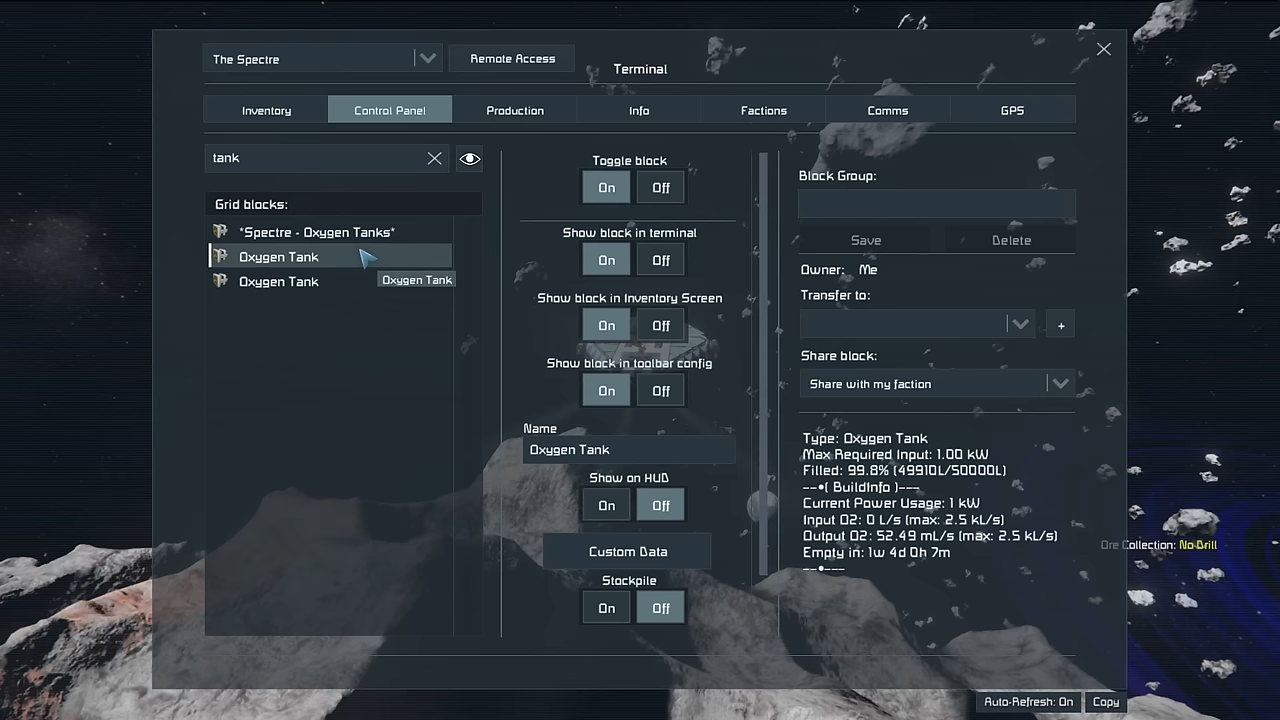 The Spectre
Remote Access
Terminal
Inventory
Control Panel
Production
Info
Factions
Comms
GPS
tank
Grid blocks:
*Spectre - Oxygen Tanks*
Oxygen Tank
Oxygen Tank
Oxygen Tank
Toggle block
On Off
Show block in terminal
On Off
Show block in Inventory Screen
On Off
Show block in toolbar config
On Off
Name
Oxygen Tank
Show on HUD
On Off
Custom Data
Stockpile
On Off
Block Group:
Save Delete
Owner: Me
Transfer to:
+
Share block:
Share with my faction
Type: Oxygen Tank
Max Required Input: 1.00 kW
Filled: 99.8% (49910L/50000L)
--•( BuildInfo )---
Current Power Usage: 1 kW
Input O2: 0 L/s (max: 2.5 kL/s)
Output O2: 52.49 mL/s (max: 2.5 kL/s)
Empty in: 1w 4d 0h 7m
--•---
Ore Collection: No Drill
Auto-Refresh: On
Copy